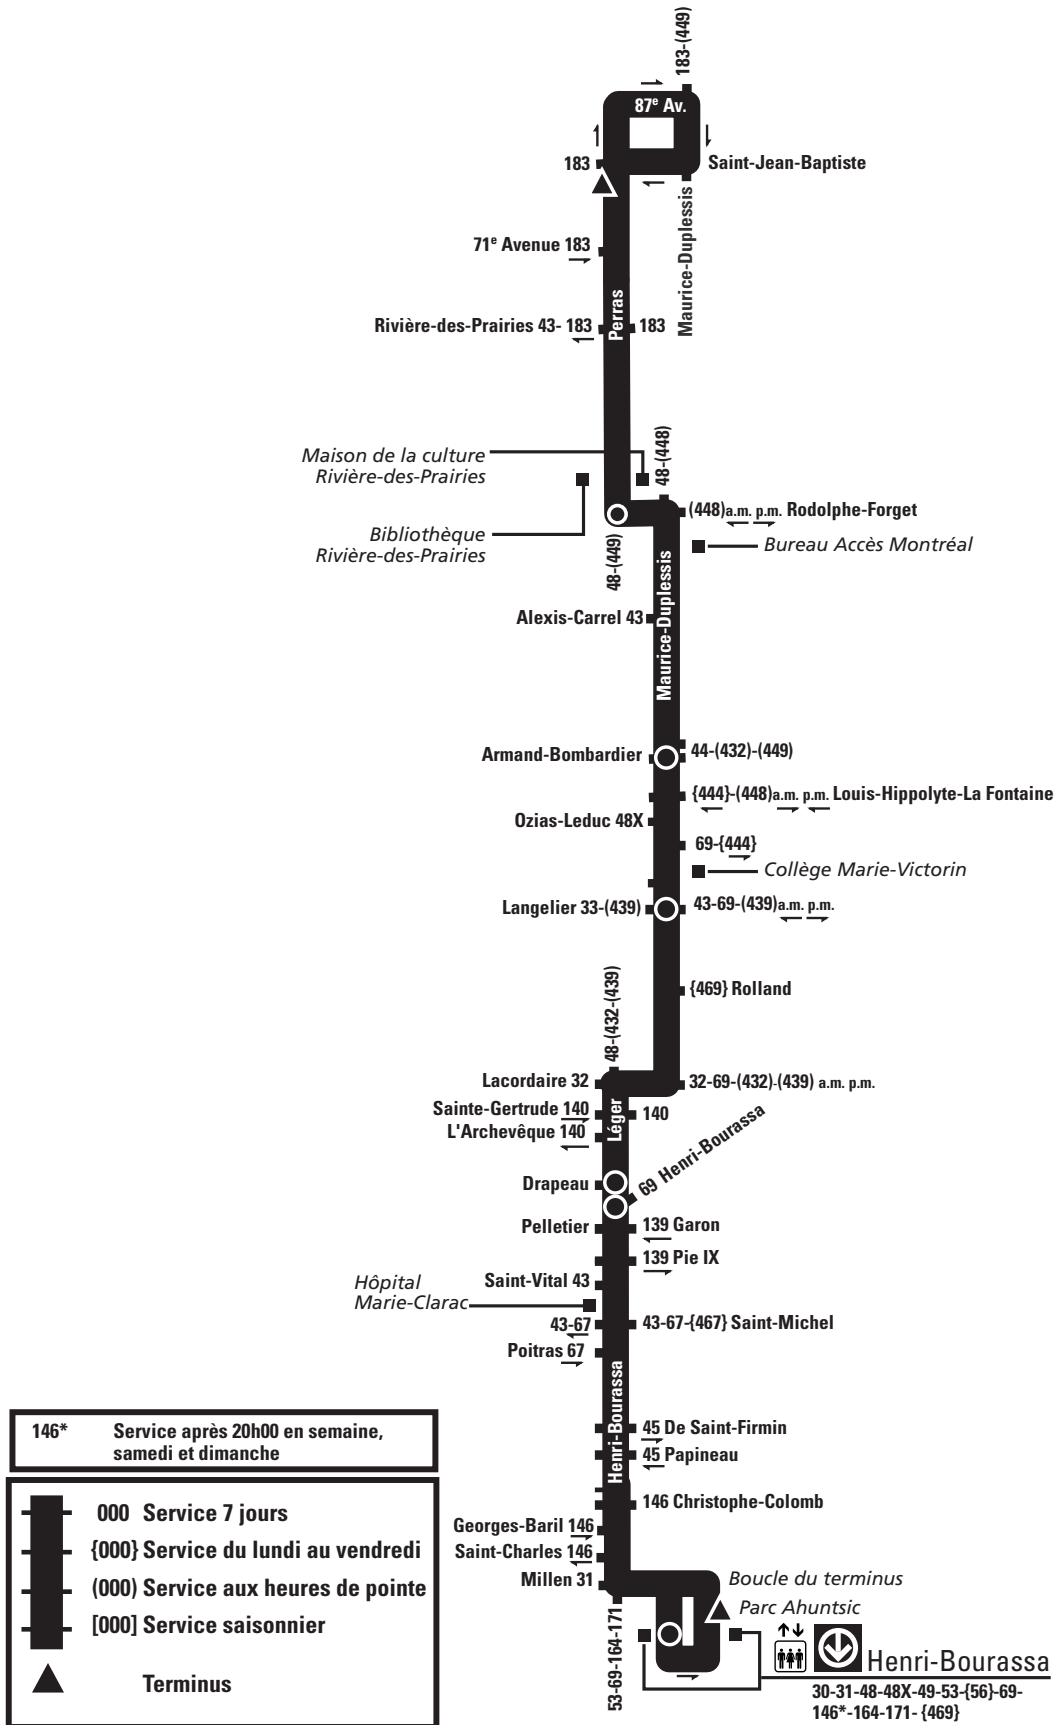 183-(449)
87e Av.
183
Saint-Jean-Baptiste
Maurice-Duplessis
71e Avenue 183
Perras
Rivière-des-Prairies 43- 183
183
Maison de la culture
Rivière-des-Prairies
48-(448)
(448)a.m. p.m. Rodolphe-Forget
Bibliothèque
Rivière-des-Prairies
48-(449)
Bureau Accès Montréal
Maurice-Duplessis
Alexis-Carrel 43
Armand-Bombardier
44-(432)-(449)
{444}-(448)a.m. p.m. Louis-Hippolyte-La Fontaine
Ozias-Leduc 48X
69-{444}
Collège Marie-Victorin
Langelier 33-(439)
43-69-(439)a.m. p.m.
48-(432-(439)
{469} Rolland
Lacordaire 32
32-69-(432)-(439) a.m. p.m.
Sainte-Gertrude 140
140
Léger
L'Archevêque 140
69 Henri-Bourassa
Drapeau
Pelletier
139 Garon
139 Pie IX
Saint-Vital 43
Hôpital
Marie-Clarac
43-67
43-67-{467} Saint-Michel
Poitras 67
Henri-Bourassa
45 De Saint-Firmin
45 Papineau
146 Christophe-Colomb
Georges-Baril 146
Saint-Charles 146
Millen 31
53-69-164-171
Boucle du terminus
Parc Ahuntsic
Henri-Bourassa
30-31-48-48X-49-53-{56}-69-
146*-164-171- {469}
146* Service après 20h00 en semaine,
samedi et dimanche
000 Service 7 jours
{000} Service du lundi au vendredi
(000) Service aux heures de pointe
[000] Service saisonnier
Terminus